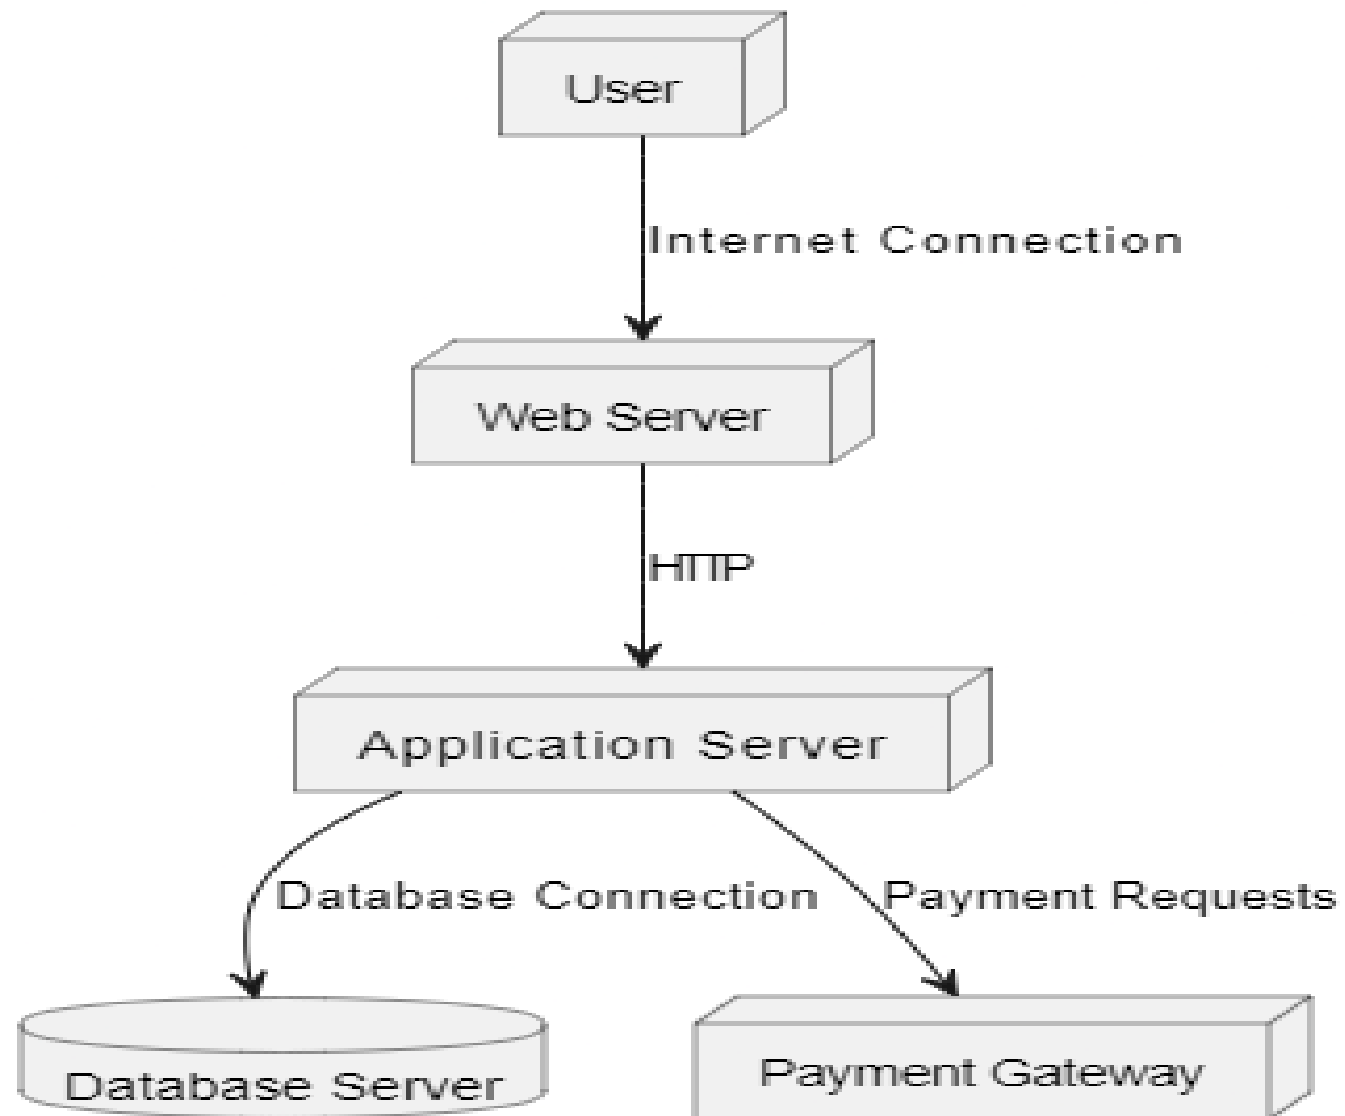 User
Internet Connection
Web Server
HTTP
Application Server
Database Connection
Payment Requests
Database Server
Payment Gateway